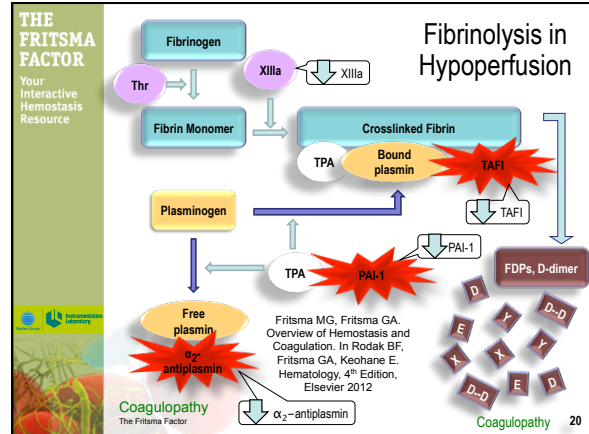 THE
FRITSMA
FACTOR
Your
Interactive
Hemostasis
Resource
Fibrinolysis in
Hypoperfusion
Fibrinogen
Thr
XIIIa
XIIIa
Fibrin Monomer
Crosslinked Fibrin
TPA
Bound
plasmin
TAFI
TAFI
Plasminogen
PAI-1
TPA
PAI-1
FDPs, D-dimer
Free
plasmin
α2-
antiplasmin
α2–antiplasmin
Fritsma MG, Fritsma GA.
Overview of Hemostasis and
Coagulation. In Rodak BF,
Fritsma GA, Keohane E.
Hematology, 4th Edition,
Elsevier 2012
D
D--D
E
Y
Y
X
X
D--D
E
D
Instrumentation
Laboratory
Coagulopathy
The Fritsma Factor
Coagulopathy 20